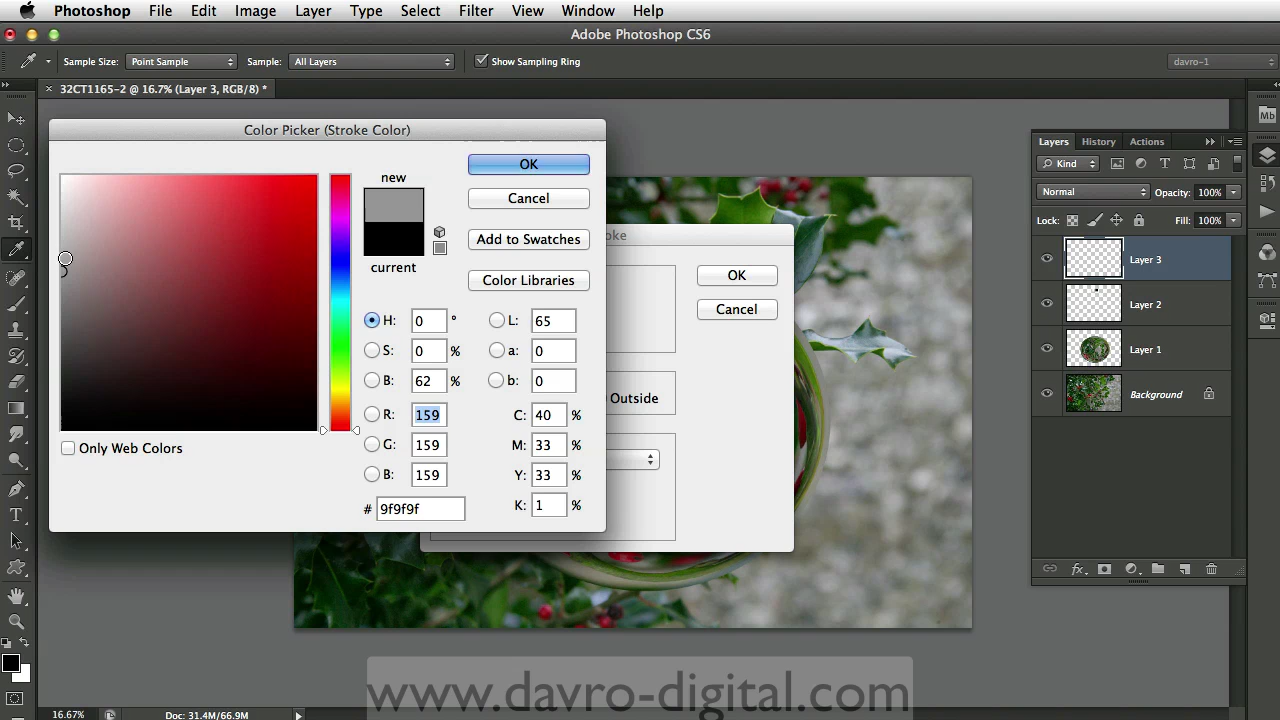 Photoshop File Edit Image Layer Type Select Filter View Window Help
Adobe Photoshop CS6
Sample Size: Point Sample Sample: All Layers Show Sampling Ring davro-1
32CT1165-2 @ 16.7% (Layer 3, RGB/8) *
Color Picker (Stroke Color)
new
current
OK
Cancel
Add to Swatches
Color Libraries
H: 0 ° L: 65
S: 0 % a: 0
B: 62 % b: 0
R: 159 C: 40 %
G: 159 M: 33 %
B: 159 Y: 33 %
# 9f9f9f K: 1 %
Only Web Colors
OK
Cancel
Outside
Layers History Actions
Kind
Normal Opacity: 100%
Lock: Fill: 100%
Layer 3
Layer 2
Layer 1
Background
fx
Mb
www.davro-digital.com
16.67% Doc: 31.4M/66.9M